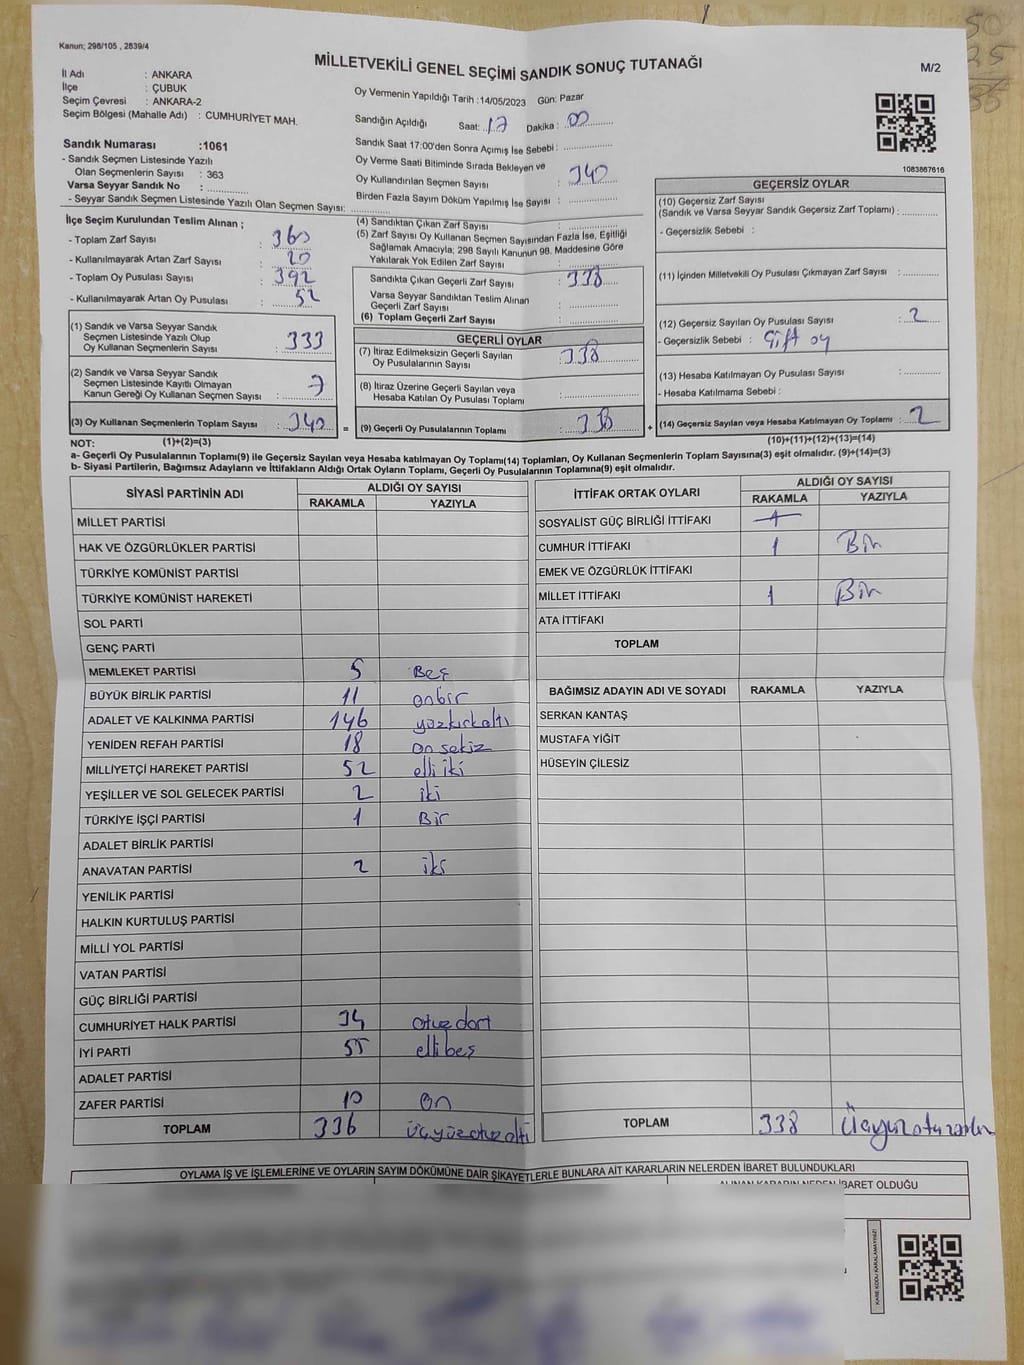 Kanun; 298/105 , 2839/4
MİLLETVEKİLİ GENEL SEÇİMİ SANDIK SONUÇ TUTANAĞI
M/2
İl Adı : ANKARA
İlçe : ÇUBUK
Seçim Çevresi : ANKARA-2
Seçim Bölgesi (Mahalle Adı) : CUMHURİYET MAH.
Oy Vermenin Yapıldığı Tarih :14/05/2023 Gün: Pazar
Sandığın Açıldığı Saat: 17 Dakika : 00
Sandık Saat 17:00'den Sonra Açımış İse Sebebi :
Oy Verme Saati Bitiminde Sırada Bekleyen ve
Oy Kullandırılan Seçmen Sayısı : 340
Birden Fazla Sayım Döküm Yapılmış İse Sayısı :
1083867616
Sandık Numarası :1061
- Sandık Seçmen Listesinde Yazılı
Olan Seçmenlerin Sayısı : 363
Varsa Seyyar Sandık No :
- Seyyar Sandık Seçmen Listesinde Yazılı Olan Seçmen Sayısı:
İlçe Seçim Kurulundan Teslim Alınan ;
- Toplam Zarf Sayısı : 360
- Kullanılmayarak Artan Zarf Sayısı : 20
- Toplam Oy Pusulası Sayısı : 392
- Kullanılmayarak Artan Oy Pusulası : 52
(1) Sandık ve Varsa Seyyar Sandık
Seçmen Listesinde Yazılı Olup
Oy Kullanan Seçmenlerin Sayısı : 333
(2) Sandık ve Varsa Seyyar Sandık
Seçmen Listesinde Kayıtlı Olmayan
Kanun Gereği Oy Kullanan Seçmen Sayısı : 7
(3) Oy Kullanan Seçmenlerin Toplam Sayısı : 340 =
(4) Sandıktan Çıkan Zarf Sayısı
(5) Zarf Sayısı Oy Kullanan Seçmen Sayısından Fazla İse, Eşitliği
Sağlamak Amacıyla; 298 Sayılı Kanunun 98. Maddesine Göre
Yakılarak Yok Edilen Zarf Sayısı :
Sandıkta Çıkan Geçerli Zarf Sayısı : 338
Varsa Seyyar Sandıktan Teslim Alınan
Geçerli Zarf Sayısı :
(6) Toplam Geçerli Zarf Sayısı :
GEÇERLİ OYLAR
(7) İtiraz Edilmeksizin Geçerli Sayılan
Oy Pusulalarının Sayısı : 338
(8) İtiraz Üzerine Geçerli Sayılan veya
Hesaba Katılan Oy Pusulası Toplamı :
(9) Geçerli Oy Pusulalarının Toplamı : 338 +
GEÇERSİZ OYLAR
(10) Geçersiz Zarf Sayısı
(Sandık ve Varsa Seyyar Sandık Geçersiz Zarf Toplamı) :
- Geçersizlik Sebebi :
(11) İçinden Milletvekili Oy Pusulası Çıkmayan Zarf Sayısı :
(12) Geçersiz Sayılan Oy Pusulası Sayısı : 2
- Geçersizlik Sebebi : Çift oy
(13) Hesaba Katılmayan Oy Pusulası Sayısı :
- Hesaba Katılmama Sebebi :
(14) Geçersiz Sayılan veya Hesaba Katılmayan Oy Toplamı : 2
NOT: (1)+(2)=(3)
(10)+(11)+(12)+(13)=(14)
a- Geçerli Oy Pusulasının Toplamı(9) ile Geçersiz Sayılan veya Hesaba katılmayan Oy Toplamı(14) Toplamları, Oy Kullanan Seçmenlerin Toplam Sayısına(3) eşit olmalıdır. (9)+(14)=(3)
b- Siyasi Partilerin, Bağımsız Adayların ve İttifakların Aldığı Ortak Oyların Toplamı, Geçerli Oy Pusulalarının Toplamına(9) eşit olmalıdır.
SİYASİ PARTİNİN ADI
ALDIĞI OY SAYISI
RAKAMLA YAZIYLA
MİLLET PARTİSİ
HAK VE ÖZGÜRLÜKLER PARTİSİ
TÜRKİYE KOMÜNİST PARTİSİ
TÜRKİYE KOMÜNİST HAREKETİ
SOL PARTİ
GENÇ PARTİ
MEMLEKET PARTİSİ 5 Beş
BÜYÜK BİRLİK PARTİSİ 11 onbir
ADALET VE KALKINMA PARTİSİ 146 yüzkırkaltı
YENİDEN REFAH PARTİSİ 18 on sekiz
MİLLİYETÇİ HAREKET PARTİSİ 52 elli iki
YEŞİLLER VE SOL GELECEK PARTİSİ 2 iki
TÜRKİYE İŞÇİ PARTİSİ 1 Bir
ADALET BİRLİK PARTİSİ
ANAVATAN PARTİSİ 2 iki
YENİLİK PARTİSİ
HALKIN KURTULUŞ PARTİSİ
MİLLİ YOL PARTİSİ
VATAN PARTİSİ
GÜÇ BİRLİĞİ PARTİSİ
CUMHURİYET HALK PARTİSİ 34 otuz dört
İYİ PARTİ 55 elli beş
ADALET PARTİSİ
ZAFER PARTİSİ 10 On
TOPLAM 336 üçyüzotuz altı
İTTİFAK ORTAK OYLARI
ALDIĞI OY SAYISI
RAKAMLA YAZIYLA
SOSYALİST GÜÇ BİRLİĞİ İTTİFAKI 1
CUMHUR İTTİFAKI 1 Bir
EMEK VE ÖZGÜRLÜK İTTİFAKI
MİLLET İTTİFAKI 1 Bir
ATA İTTİFAKI
TOPLAM
BAĞIMSIZ ADAYIN ADI VE SOYADI RAKAMLA YAZIYLA
SERKAN KANTAŞ
MUSTAFA YİĞİT
HÜSEYİN ÇİLESİZ
TOPLAM 338
OYLAMA İŞ VE İŞLEMLERİNE VE OYLARIN SAYIM DÖKÜMÜNE DAİR ŞİKAYETLERLE BUNLARA AİT KARARLARIN NELERDEN İBARET BULUNDUKLARI
ALINAN KARARIN NEDEN İBARET OLDUĞU
KARE KODU KARALAMAYINIZ!